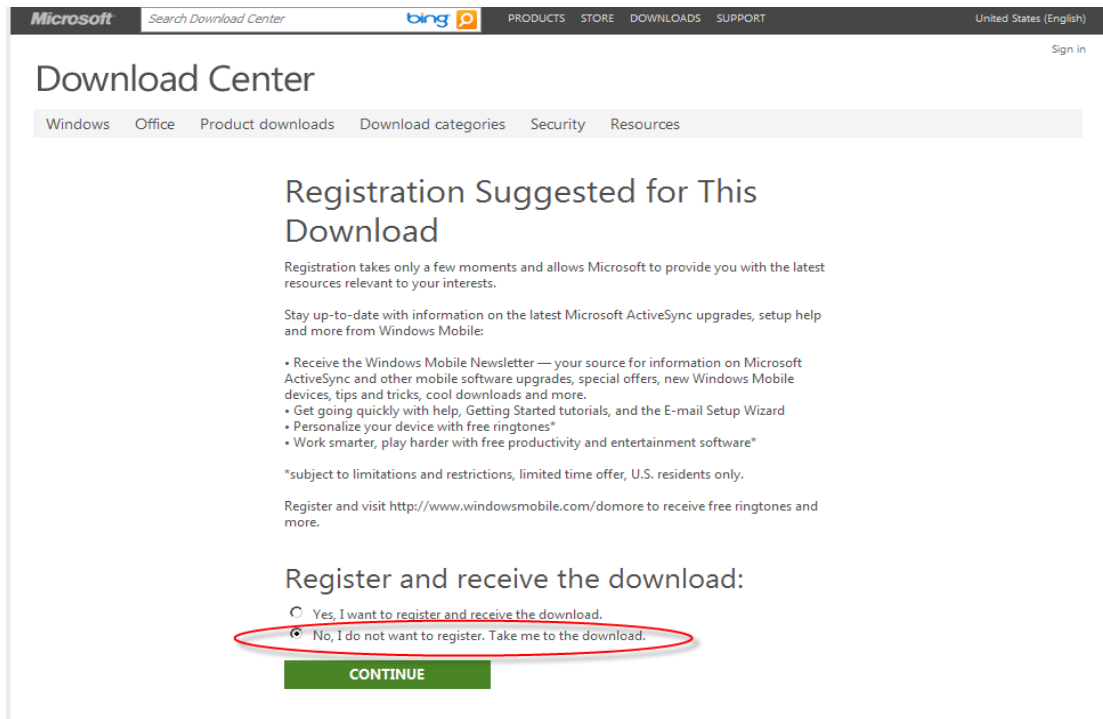 Microsoft Search Download Center bing PRODUCTS STORE DOWNLOADS SUPPORT United States (English)
Sign in
Download Center
Windows Office Product downloads Download categories Security Resources
Registration Suggested for This
Download
Registration takes only a few moments and allows Microsoft to provide you with the latest
resources relevant to your interests.
Stay up-to-date with information on the latest Microsoft ActiveSync upgrades, setup help
and more from Windows Mobile:
• Receive the Windows Mobile Newsletter — your source for information on Microsoft
ActiveSync and other mobile software upgrades, special offers, new Windows Mobile
devices, tips and tricks, cool downloads and more.
• Get going quickly with help, Getting Started tutorials, and the E-mail Setup Wizard
• Personalize your device with free ringtones*
• Work smarter, play harder with free productivity and entertainment software*
*subject to limitations and restrictions, limited time offer, U.S. residents only.
Register and visit http://www.windowsmobile.com/domore to receive free ringtones and
more.
Register and receive the download:
Yes, I want to register and receive the download.
No, I do not want to register. Take me to the download.
CONTINUE